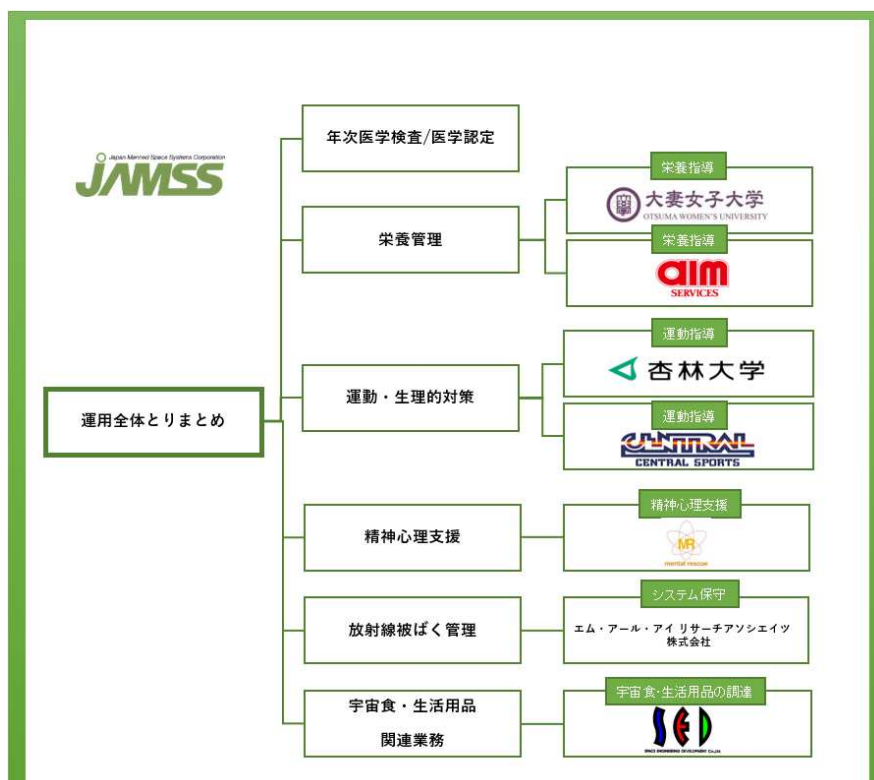 Japan Manned Space Systems Corporation
JAMSS
運用全体とりまとめ
年次医学検査/医学認定
栄養管理
栄養指導
大妻女子大学
OTSUMA WOMEN'S UNIVERSITY
栄養指導
aim
SERVICES
運動・生理的対策
運動指導
杏林大学
運動指導
CENTRAL
CENTRAL SPORTS
精神心理支援
精神心理支援
MR
mental rescue
放射線被ばく管理
システム保守
エム・アール・アイ リサーチアソシエイツ
株式会社
宇宙食・生活用品
関連業務
宇宙食・生活用品の調達
SED
SPACE ENGINEERING DEVELOPMENT Co.,Ltd.